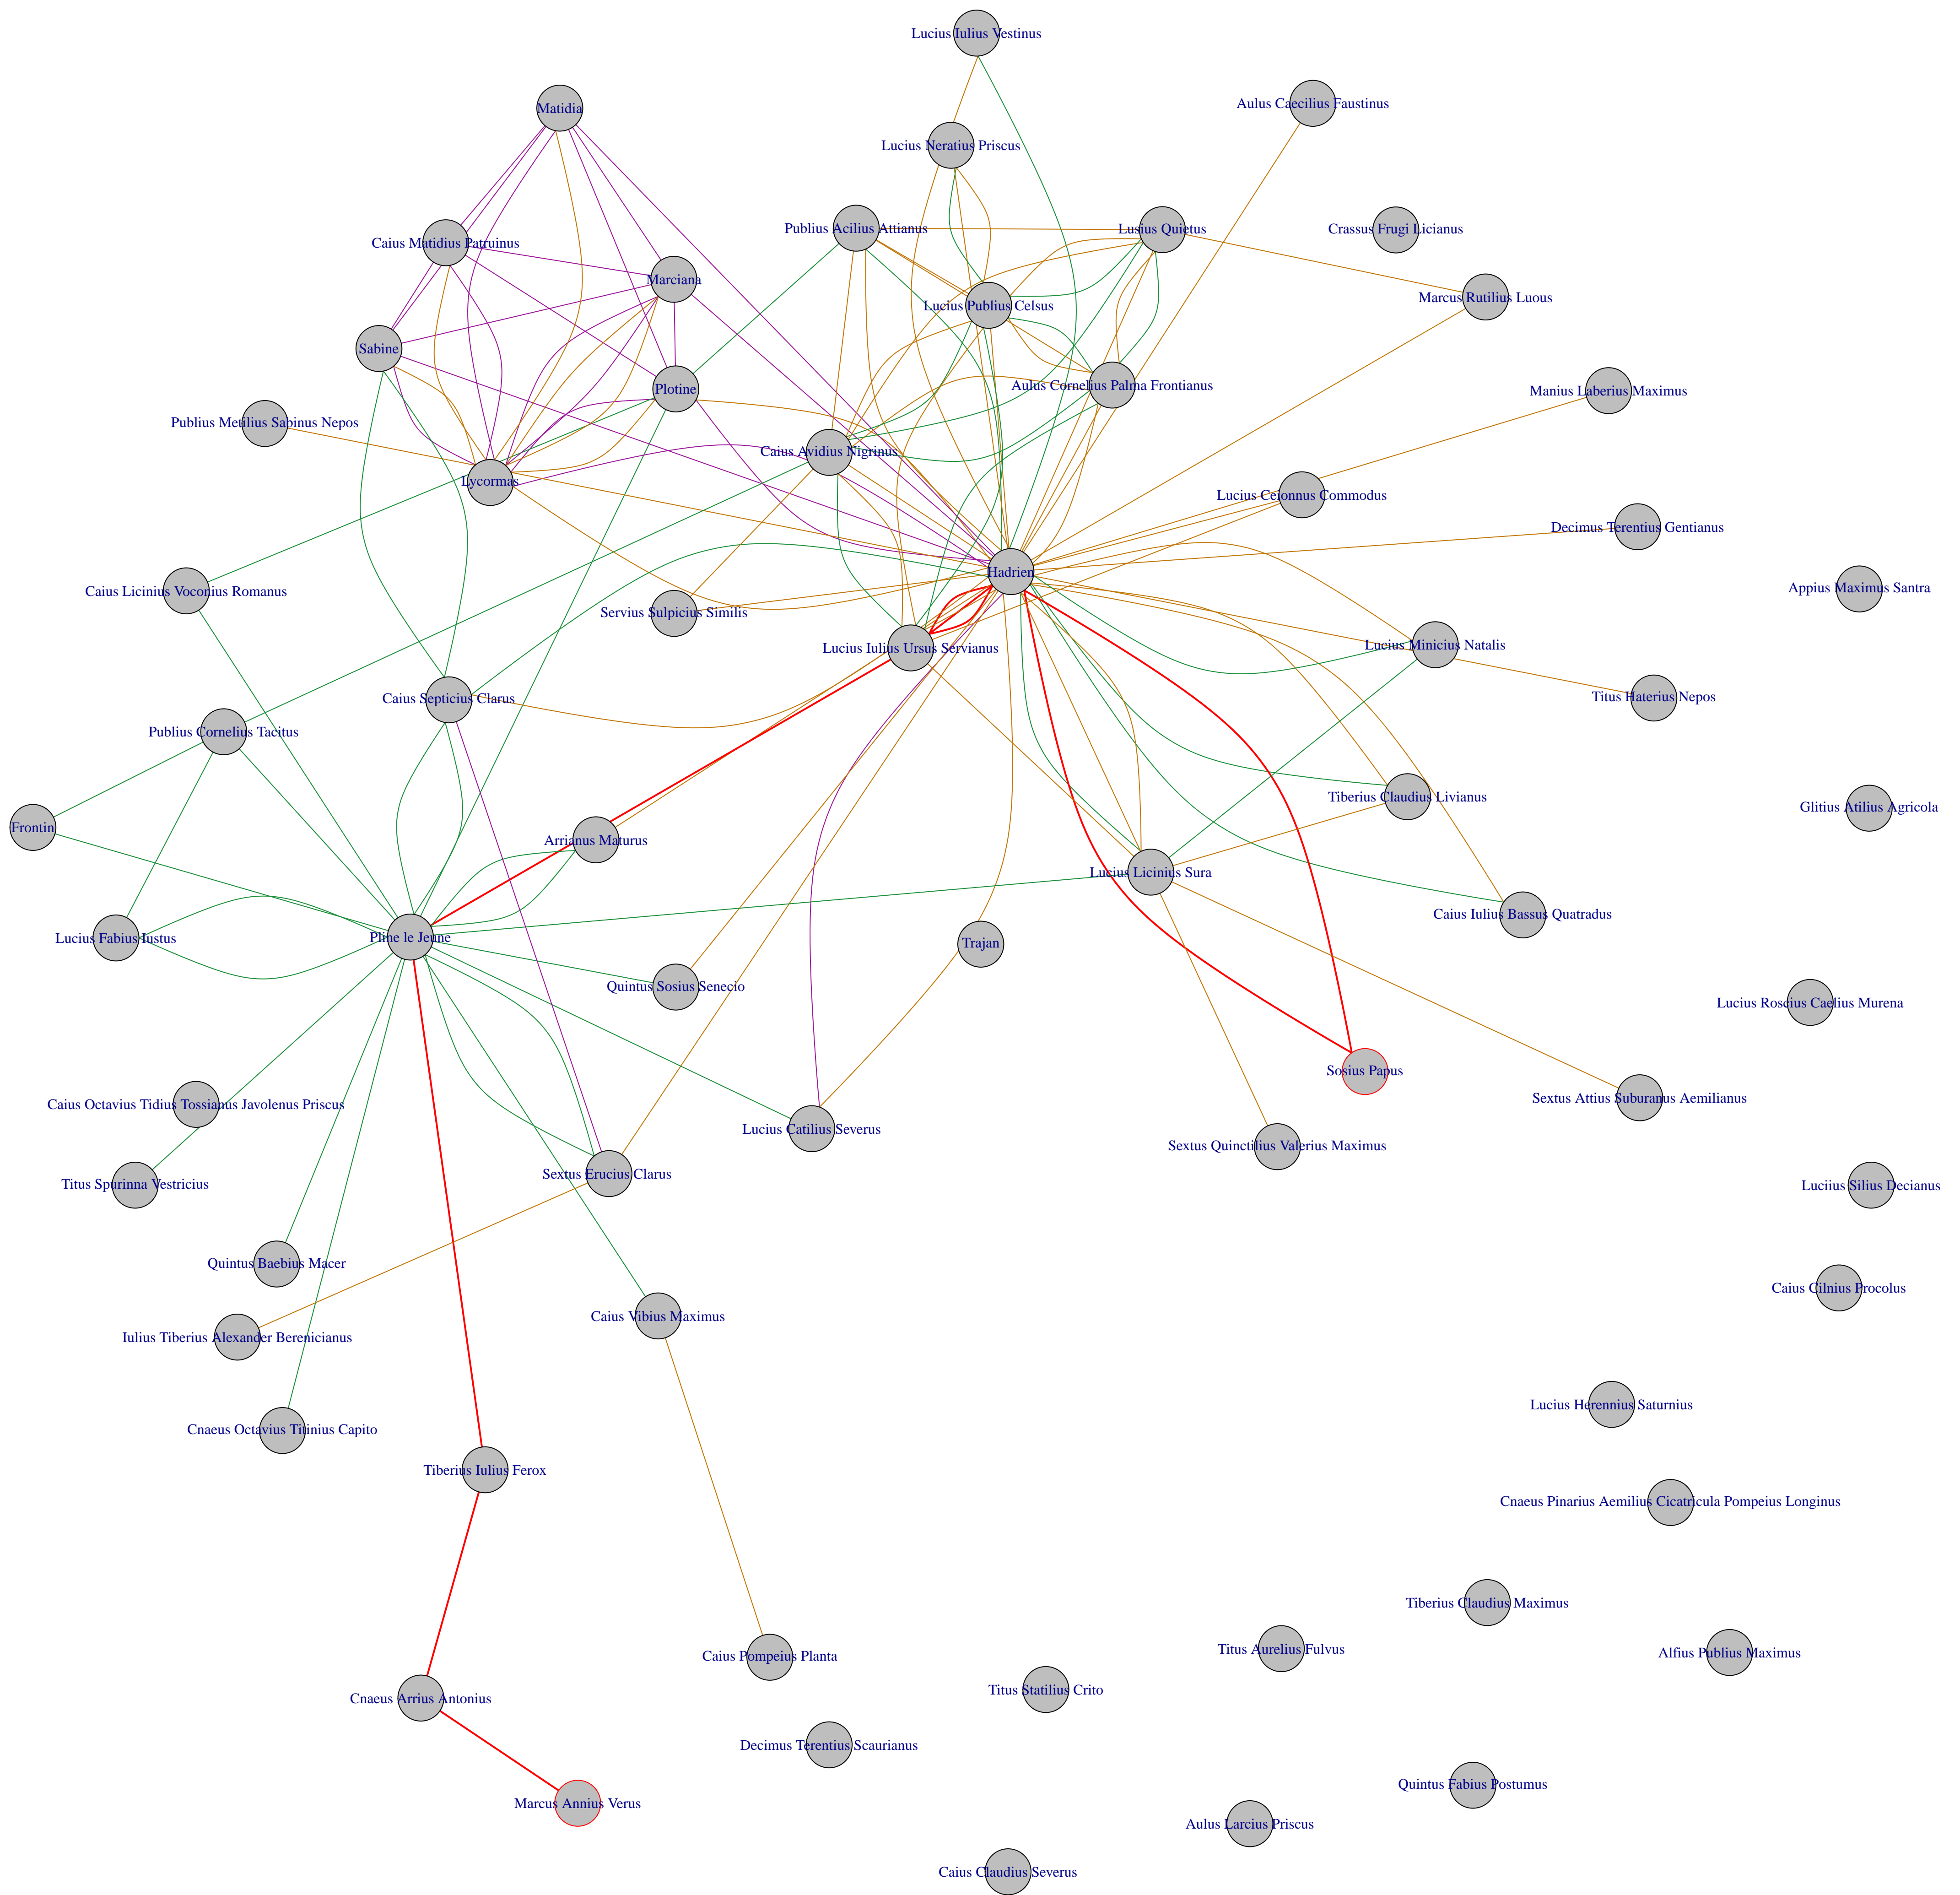 Lucius Iulius Vestinus
Aulus Caecilius Faustinus
Matidia
Lucius Neratius Priscus
Publius Acilius Attianus
Lusius Quietus
Crassus Frugi Licianus
Caius Matidius Patruinus
Marciana
Marcus Rutilius Luous
Lucius Publius Celsus
Sabine
Plotine
Aulus Cornelius Palma Frontianus
Manius Laberius Maximus
Publius Metilius Sabinus Nepos
Caius Avidius Nigrinus
Lycormas
Lucius Ceionnus Commodus
Decimus Terentius Gentianus
Hadrien
Caius Licinius Voconius Romanus
Appius Maximus Santra
Servius Sulpicius Similis
Lucius Iulius Ursus Servianus
Lucius Minicius Natalis
Caius Septicius Clarus
Titus Haterius Nepos
Publius Cornelius Tacitus
Tiberius Claudius Livianus
Glitius Atilius Agricola
Frontin
Arrianus Maturus
Lucius Licinius Sura
Caius Iulius Bassus Quatradus
Lucius Fabius Iustus
Pline le Jeune
Trajan
Quintus Sosius Senecio
Lucius Roscius Caelius Murena
Sosius Papus
Sextus Attius Suburanus Aemilianus
Caius Octavius Tidius Tossianus Javolenus Priscus
Lucius Catilius Severus
Sextus Quinctilius Valerius Maximus
Sextus Erucius Clarus
Titus Spurinna Vestricius
Luciius Silius Decianus
Quintus Baebius Macer
Caius Cilnius Procolus
Caius Vibius Maximus
Iulius Tiberius Alexander Berenicianus
Lucius Herennius Saturnius
Cnaeus Octavius Titinius Capito
Tiberius Iulius Ferox
Cnaeus Pinarius Aemilius Cicatricula Pompeius Longinus
Tiberius Claudius Maximus
Titus Aurelius Fulvus
Alfius Publius Maximus
Caius Pompeius Planta
Titus Statilius Crito
Cnaeus Arrius Antonius
Decimus Terentius Scaurianus
Quintus Fabius Postumus
Marcus Annius Verus
Aulus Larcius Priscus
Caius Claudius Severus